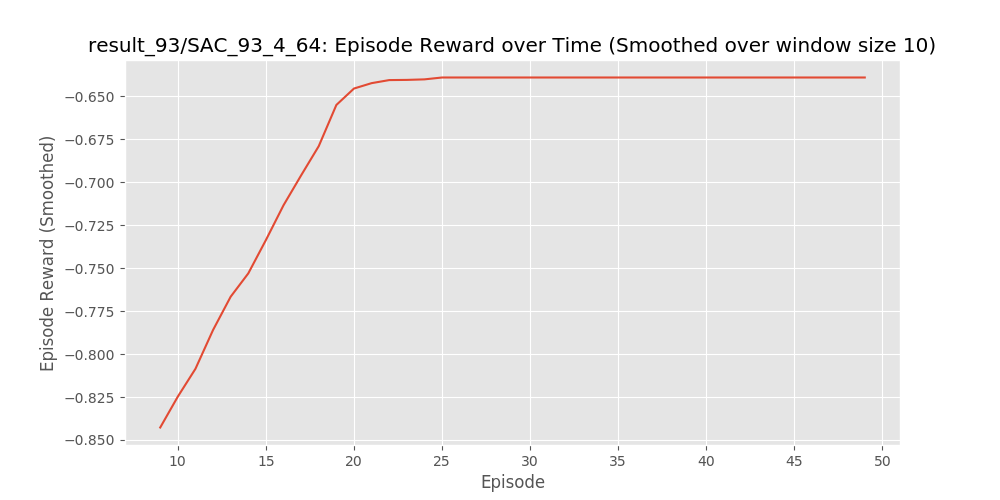 result_93/SAC_93_4_64: Episode Reward over Time (Smoothed over window size 10)
Episode Reward (Smoothed)
−0.650
−0.675
−0.700
−0.725
−0.750
−0.775
−0.800
−0.825
−0.850
10 15 20 25 30 35 40 45 50
Episode